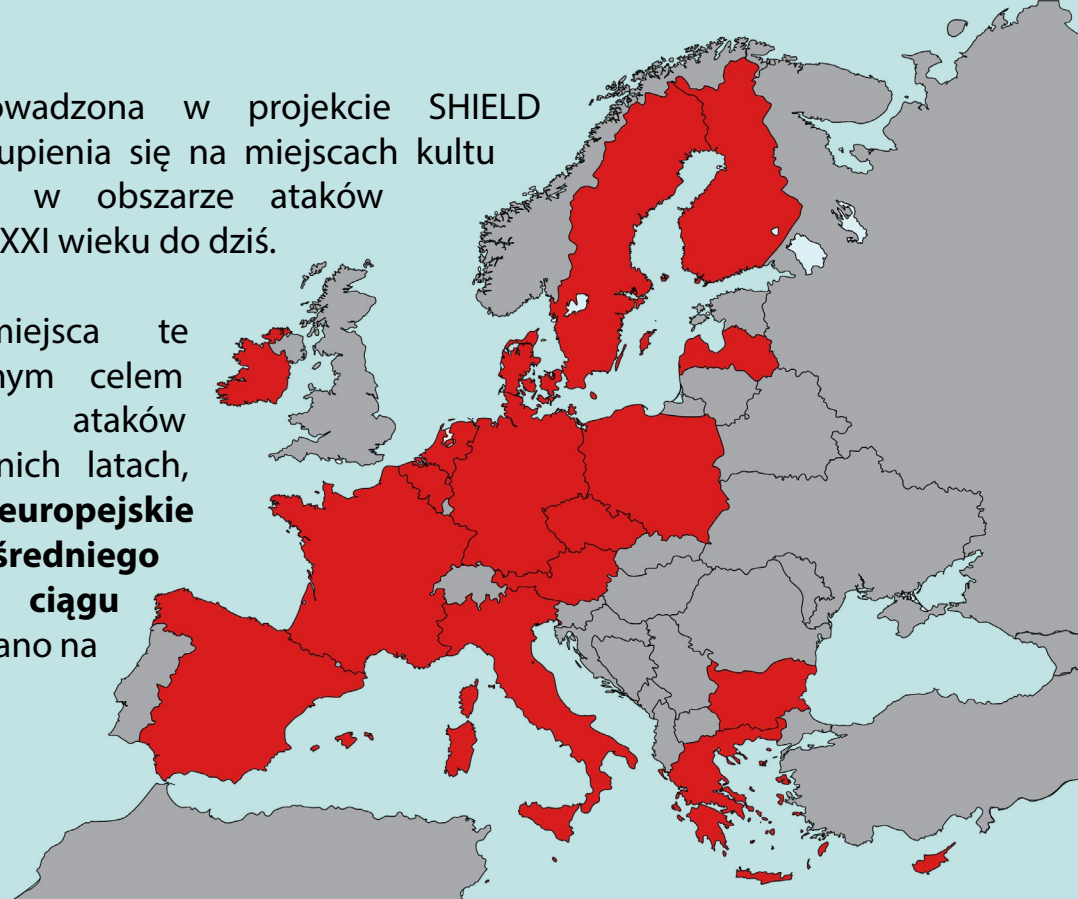 owadzona w projekcie SHIELD
upienia się na miejscach kultu
w obszarze ataków
XXI wieku do dziś.
niejsca te
nym celem
ataków
nich latach,
europejskie
średniego
ciągu
ano na